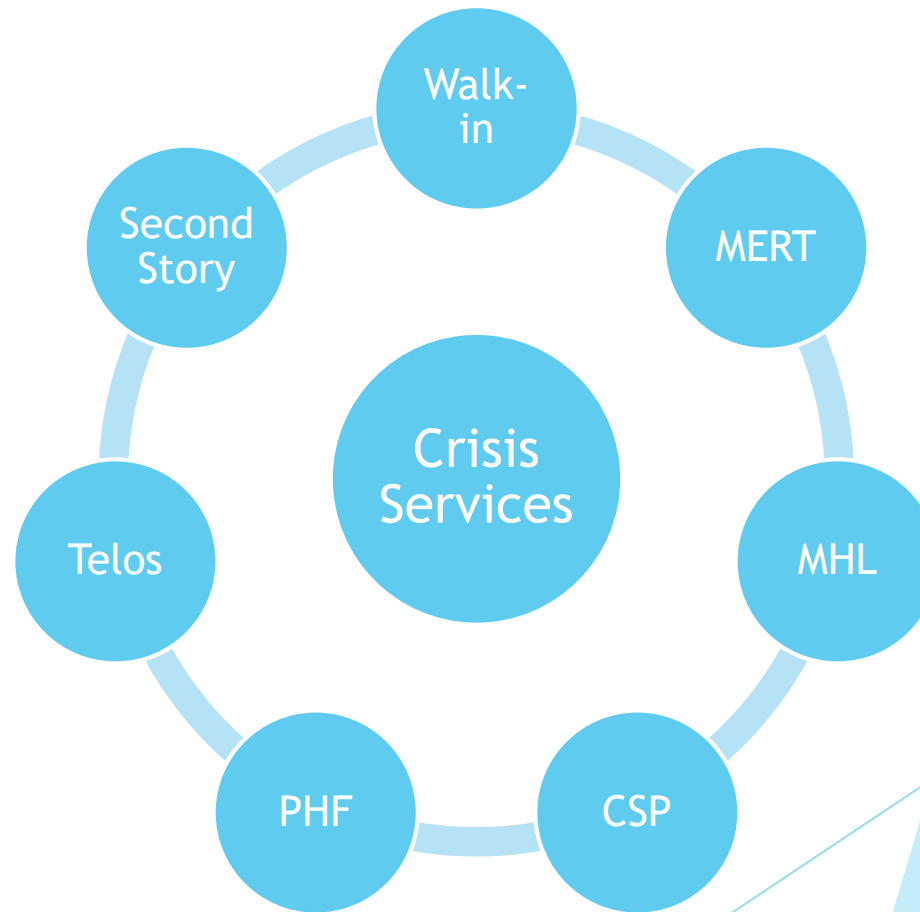 Walk-
in
MERT
MHL
CSP
PHF
Telos
Second
Story
Crisis
Services